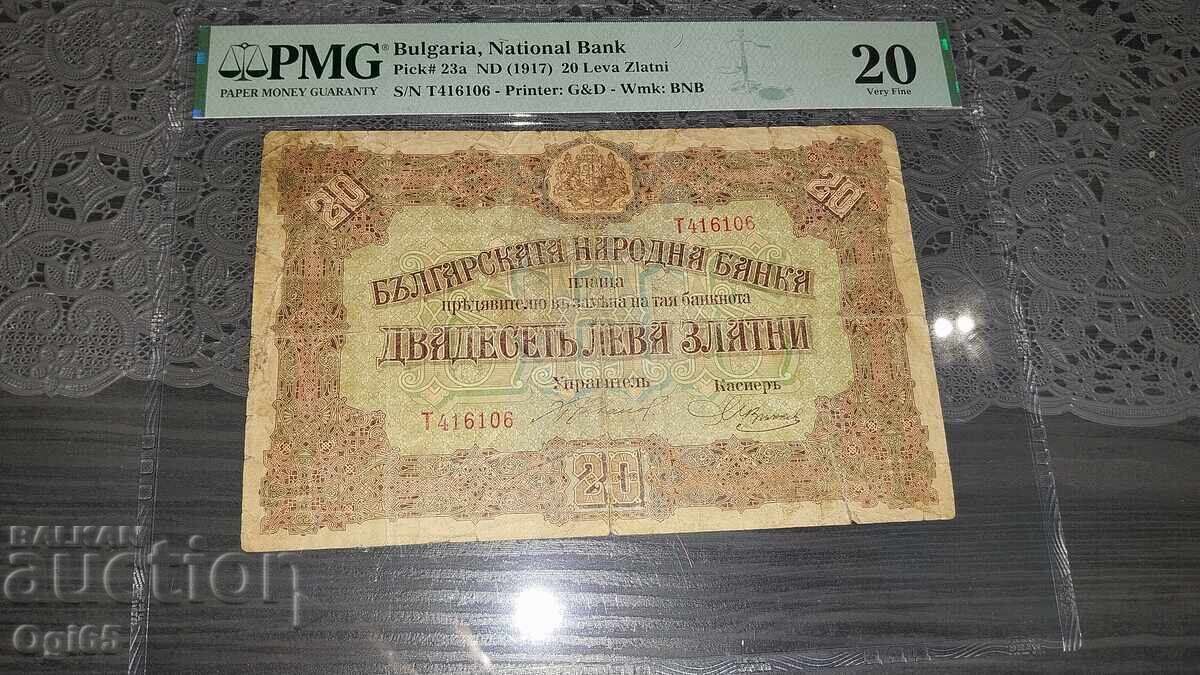 PMG®
PAPER MONEY GUARANTY
Bulgaria, National Bank
Pick# 23a ND (1917) 20 Leva Zlatni
S/N T416106 - Printer: G&D - Wmk: BNB
20
Very Fine
20
20
T416106
БЪЛГАРСКАТА НАРОДНА БАНКА
плаща
прѣдявителю въ замѣна на тая банкнота
ДВАДЕСЕТЬ ЛЕВА ЗЛАТНИ
Управитель
Касиеръ
T416106
20
BALKAN
auction
Ogi65